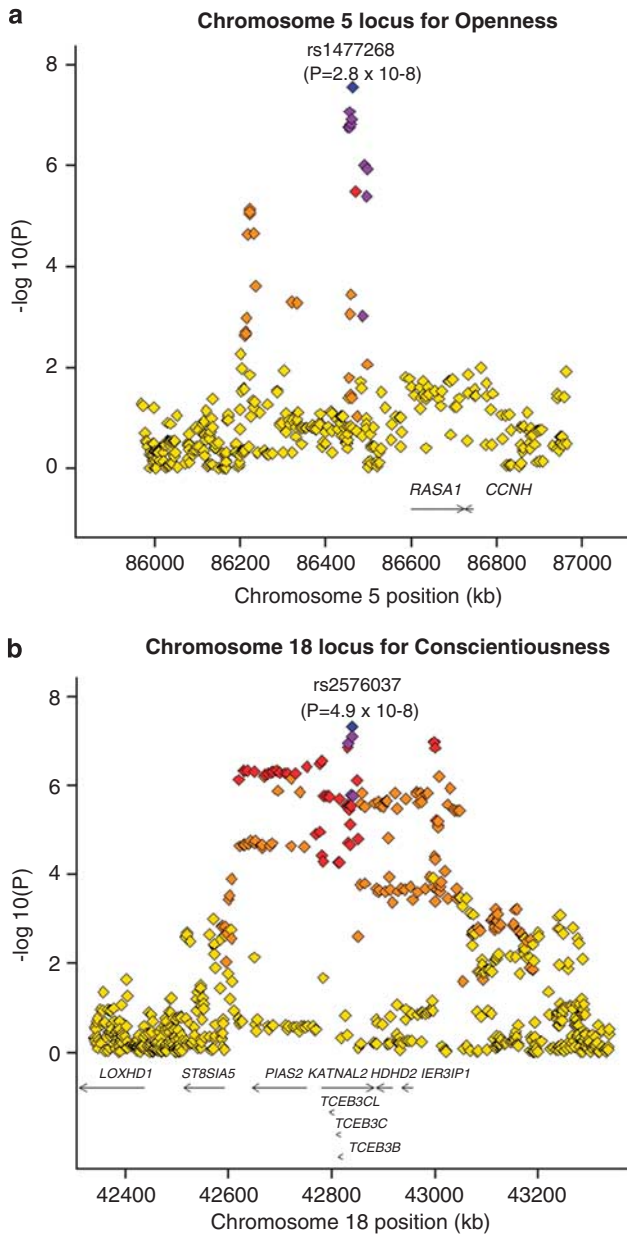 a
Chromosome 5 locus for Openness
rs1477268
(P=2.8 x 10-8)
8
6
4
2
0
-log 10(P)
RASA1 CCNH
86000 86200 86400 86600 86800 87000
Chromosome 5 position (kb)
b
Chromosome 18 locus for Conscientiousness
rs2576037
(P=4.9 x 10-8)
8
6
4
2
0
-log 10(P)
LOXHD1 ST8SIA5 PIAS2 KATNAL2 HDHD2 IER3IP1
TCEB3CL
TCEB3C
TCEB3B
42400 42600 42800 43000 43200
Chromosome 18 position (kb)